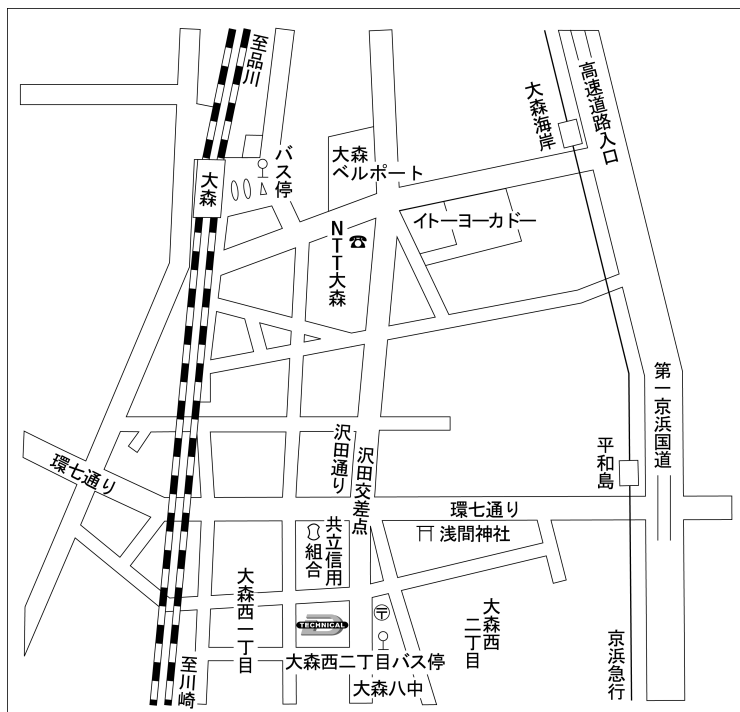 至品川
高速道路入口
大森海岸
バス停
大森
ベルポート
大森
イトーヨーカドー
NTT大森
第一京浜国道
沢田通り
沢田交差点
平和島
環七通り
環七通り
浅間神社
共立信用
組合
大森西一丁目
TECHNICAL
大森西
二丁目
大森西二丁目バス停
至川崎
大森八中
京浜急行